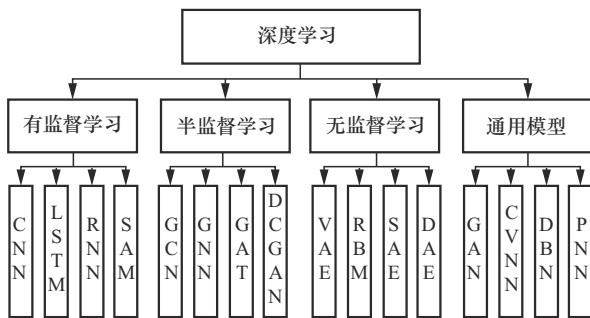 深度学习
有监督学习
半监督学习
无监督学习
通用模型
CNN
LSTM
RNN
SAM
GCN
GNN
GAT
DCGAN
VAE
RBM
SAE
DAE
GAN
CVNN
DBN
PNN